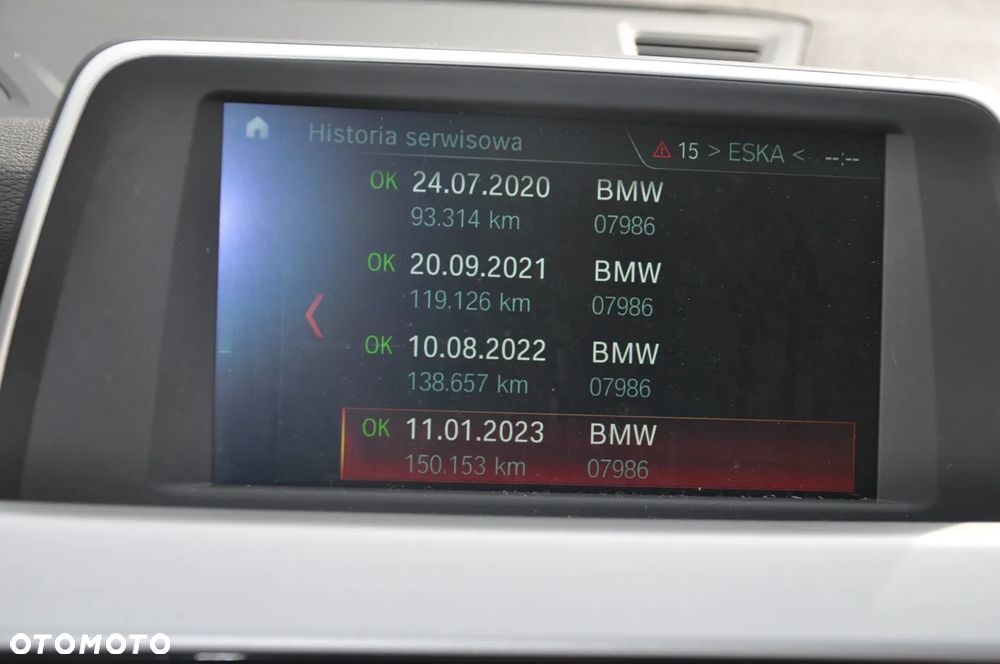 Historia serwisowa
15 > ESKA < --:--
OK 24.07.2020 BMW
93.314 km 07986
OK 20.09.2021 BMW
119.126 km 07986
OK 10.08.2022 BMW
138.657 km 07986
OK 11.01.2023 BMW
150.153 km 07986
OTOMOTO